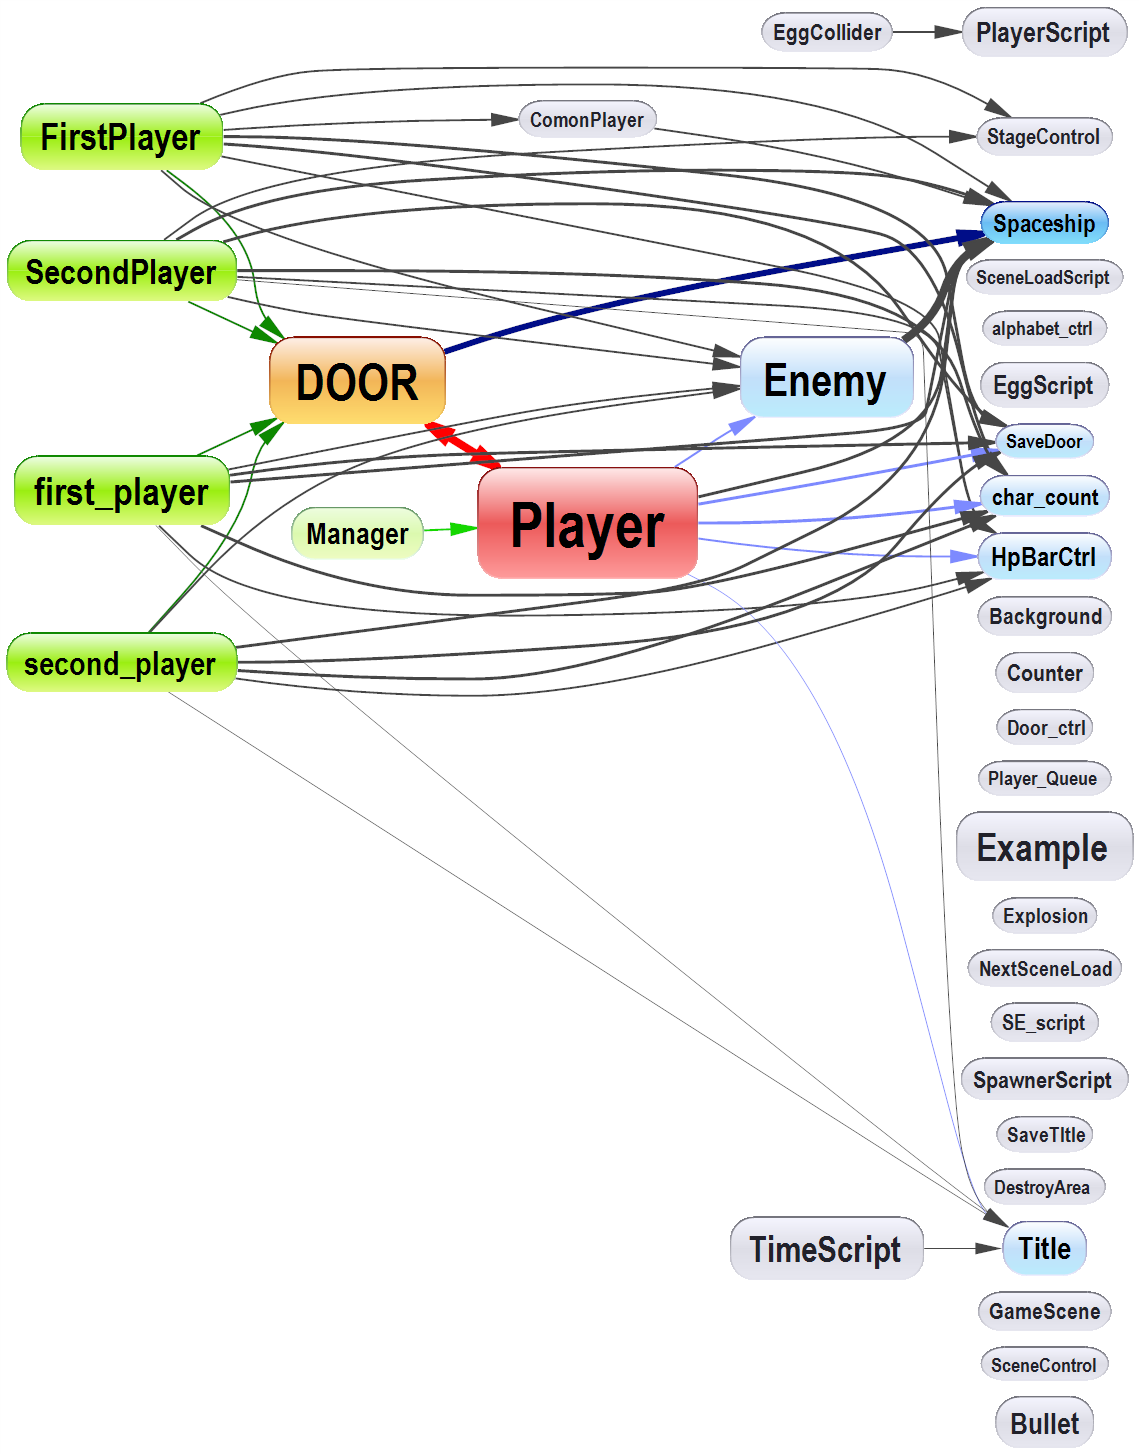 EggCollider
PlayerScript
FirstPlayer
ComonPlayer
StageControl
Spaceship
SecondPlayer
SceneLoadScript
alphabet_ctrl
DOOR
Enemy
EggScript
SaveDoor
first_player
char_count
Manager
Player
HpBarCtrl
Background
second_player
Counter
Door_ctrl
Player_Queue
Example
Explosion
NextSceneLoad
SE_script
SpawnerScript
SaveTItle
DestroyArea
TimeScript
Title
GameScene
SceneControl
Bullet